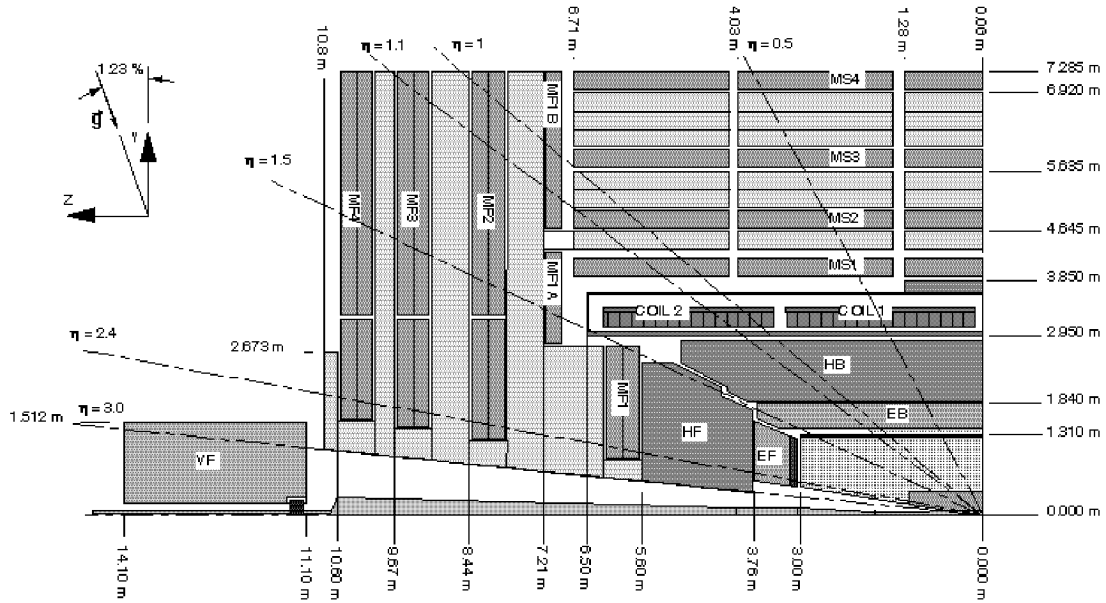 6.71 m
4.03 m
1.28 m
0.00 m
10.8 m
η = 1.1
η = 1
η = 0.5
1.23 %
g
Y
Z
η = 1.5
η = 2.4
η = 3.0
2.673 m
1.512 m
MF4
MF3
MF2
MF1B
MF1A
MF1
MS4
MS3
MS2
MS1
COIL 2
COIL 1
HB
EB
HF
EF
VF
7.285 m
6.920 m
5.685 m
4.645 m
3.850 m
2.950 m
1.840 m
1.310 m
0.000 m
14.10 m
11.10 m
10.60 m
9.67 m
8.44 m
7.21 m
6.50 m
5.60 m
3.76 m
3.00 m
0.000 m